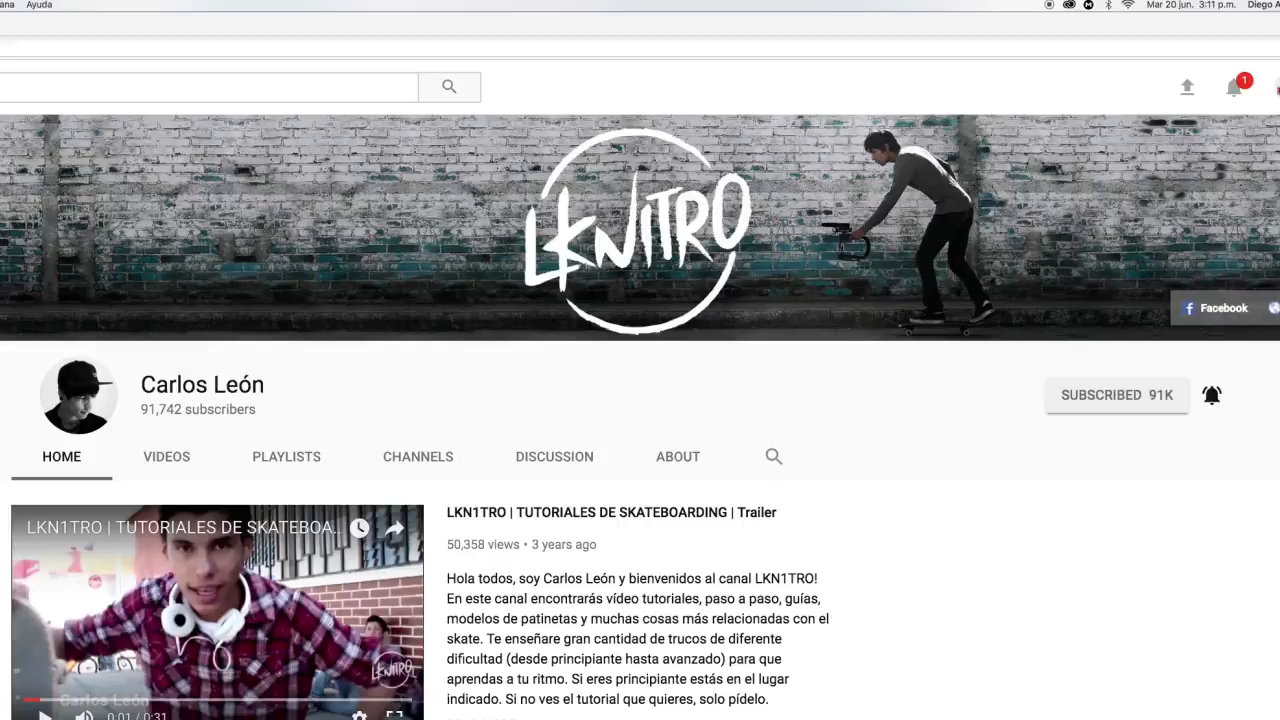 ana Ayuda
Mar 20 jun. 3:11 p.m. Diego A
1
LKNITRO
Facebook
Carlos León
91,742 subscribers
SUBSCRIBED 91K
HOME VIDEOS PLAYLISTS CHANNELS DISCUSSION ABOUT
LKN1TRO | TUTORIALES DE SKATEBOA...
LKNITRO
Carlos León
0:01 / 0:31
LKN1TRO | TUTORIALES DE SKATEBOARDING | Trailer
50,358 views • 3 years ago
Hola todos, soy Carlos León y bienvenidos al canal LKN1TRO!
En este canal encontrarás vídeo tutoriales, paso a paso, guías,
modelos de patinetas y muchas cosas más relacionadas con el
skate. Te enseñare gran cantidad de trucos de diferente
dificultad (desde principiante hasta avanzado) para que
aprendas a tu ritmo. Si eres principiante estás en el lugar
indicado. Si no ves el tutorial que quieres, solo pídelo.